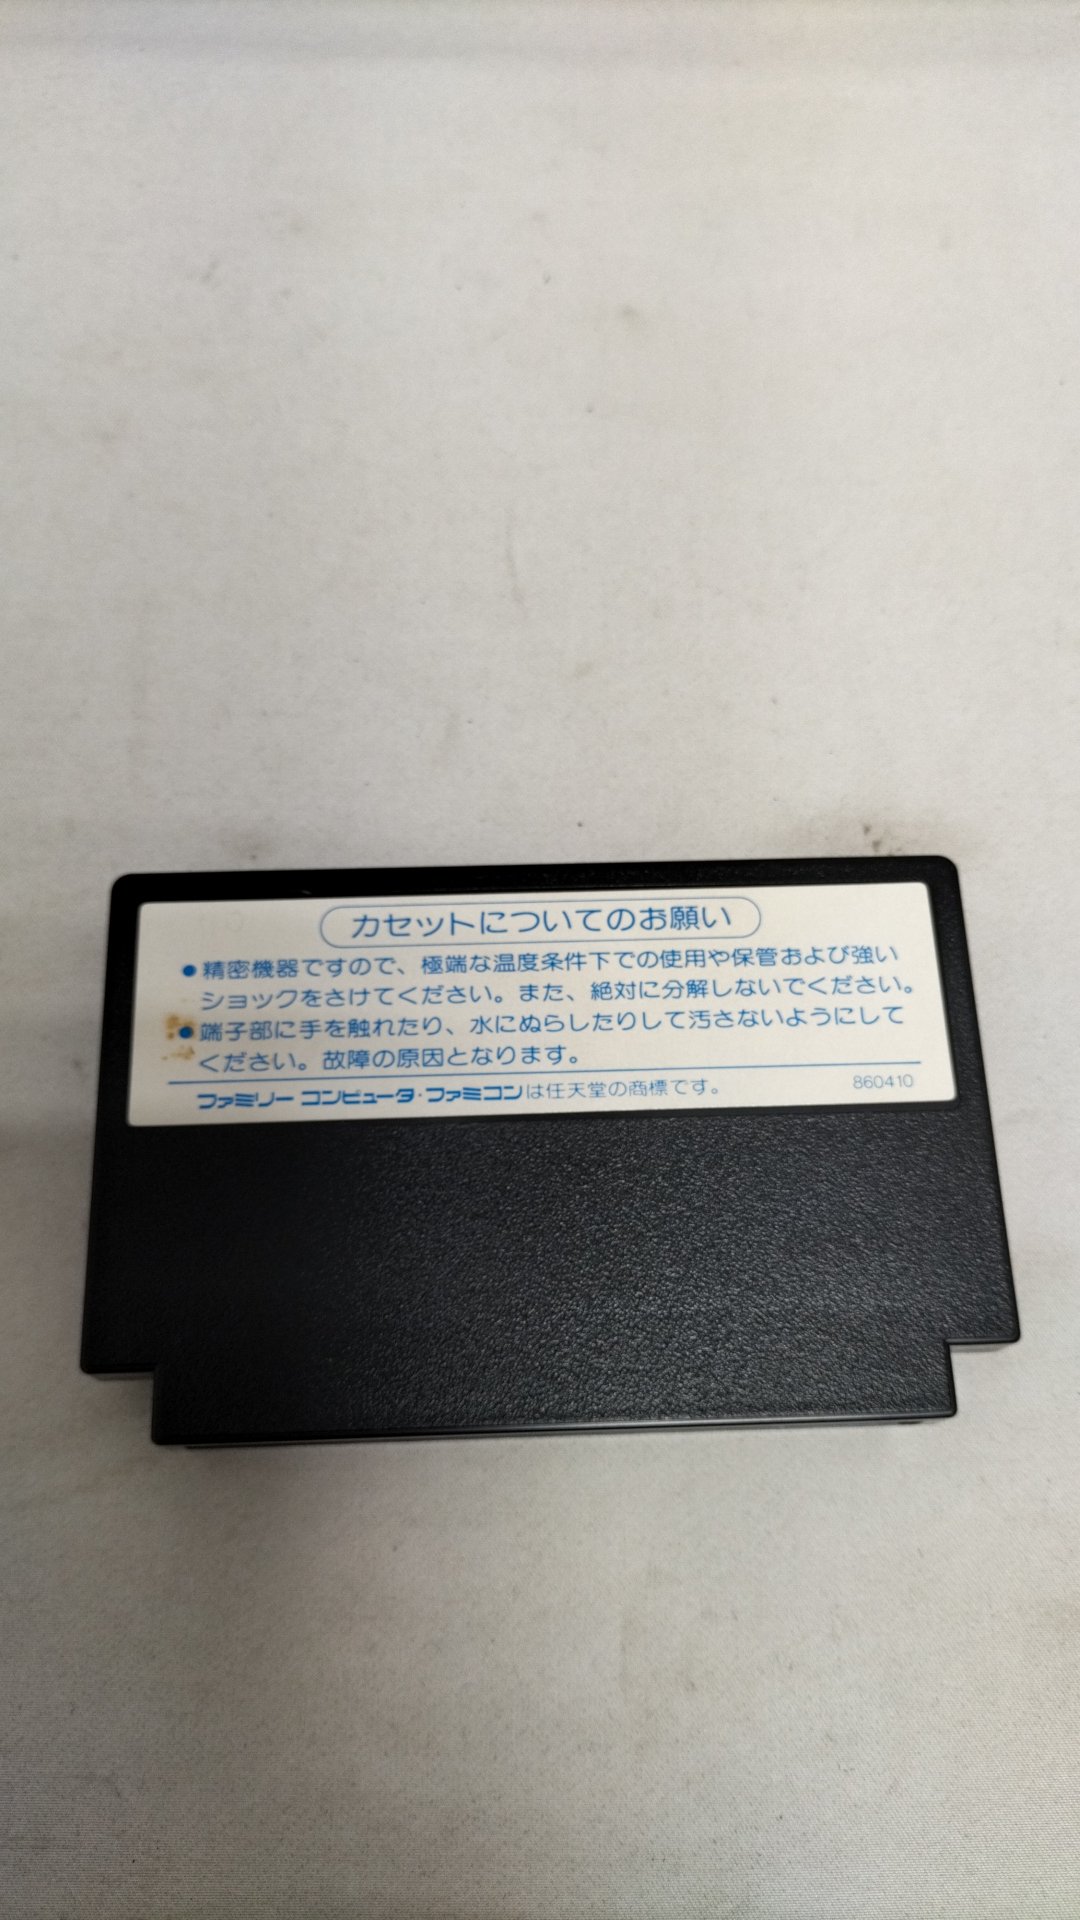 カセットについてのお願い
●精密機器ですので、極端な温度条件下での使用や保管および強い
ショックをさけてください。また、絶対に分解しないでください。
●端子部に手を触れたり、水にぬらしたりして汚さないようにして
ください。故障の原因となります。
ファミリー コンピュータ・ファミコンは任天堂の商標です。 860410